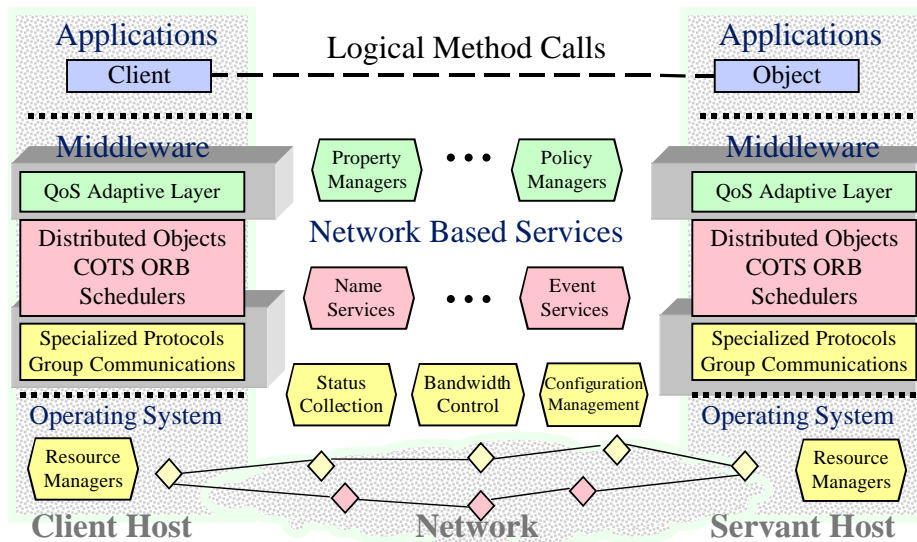 Applications
Logical Method Calls
Applications
Client
Object
Middleware
Property
Managers
•••
Policy
Managers
Middleware
QoS Adaptive Layer
QoS Adaptive Layer
Network Based Services
Distributed Objects
COTS ORB
Schedulers
Name
Services
•••
Event
Services
Distributed Objects
COTS ORB
Schedulers
Specialized Protocols
Group Communications
Specialized Protocols
Group Communications
Status
Collection
Bandwidth
Control
Configuration
Management
Operating System
Operating System
Resource
Managers
Resource
Managers
Client Host
Network
Servant Host